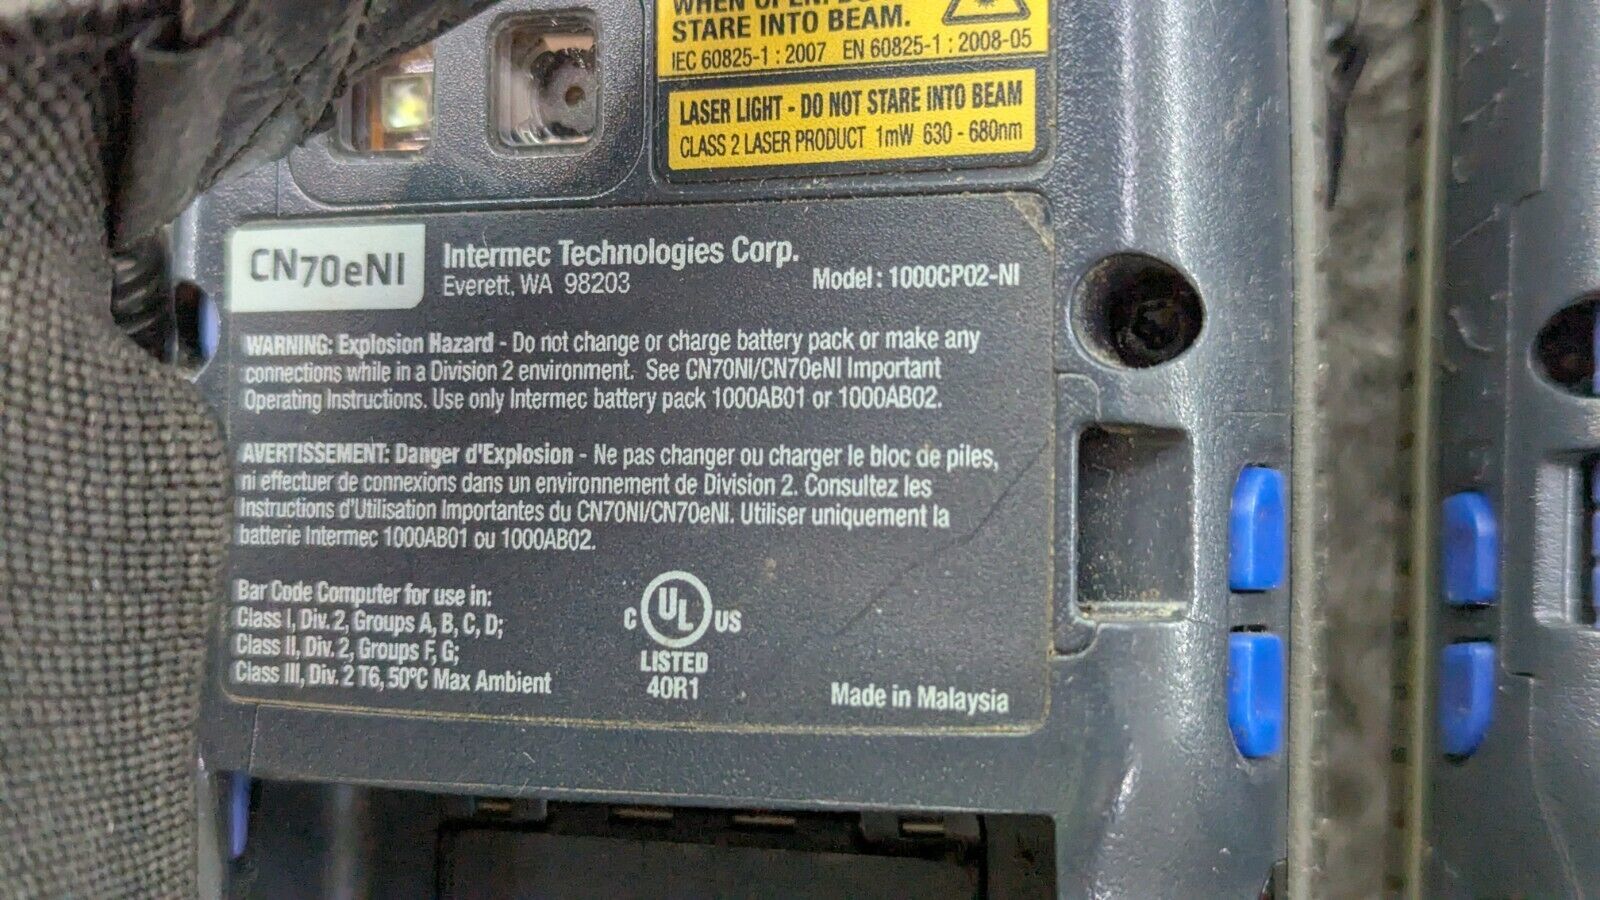 STARE INTO BEAM.
IEC 60825-1 : 2007 EN 60825-1 : 2008-05
LASER LIGHT - DO NOT STARE INTO BEAM
CLASS 2 LASER PRODUCT 1mW 630 - 680nm
CN70eNI
Intermec Technologies Corp.
Everett, WA 98203
Model: 1000CP02-NI
WARNING: Explosion Hazard - Do not change or charge battery pack or make any
connections while in a Division 2 environment. See CN70NI/CN70eNI Important
Operating Instructions. Use only Intermec battery pack 1000AB01 or 1000AB02.
AVERTISSEMENT: Danger d'Explosion - Ne pas changer ou charger le bloc de piles,
ni effectuer de connexions dans un environnement de Division 2. Consultez les
Instructions d'Utilisation Importantes du CN70NI/CN70eNI. Utiliser uniquement la
batterie Intermec 1000AB01 ou 1000AB02.
Bar Code Computer for use in:
Class I, Div. 2, Groups A, B, C, D;
Class II, Div. 2, Groups F, G;
Class III, Div. 2 T6, 50°C Max Ambient
C UL US
LISTED
40R1
Made in Malaysia